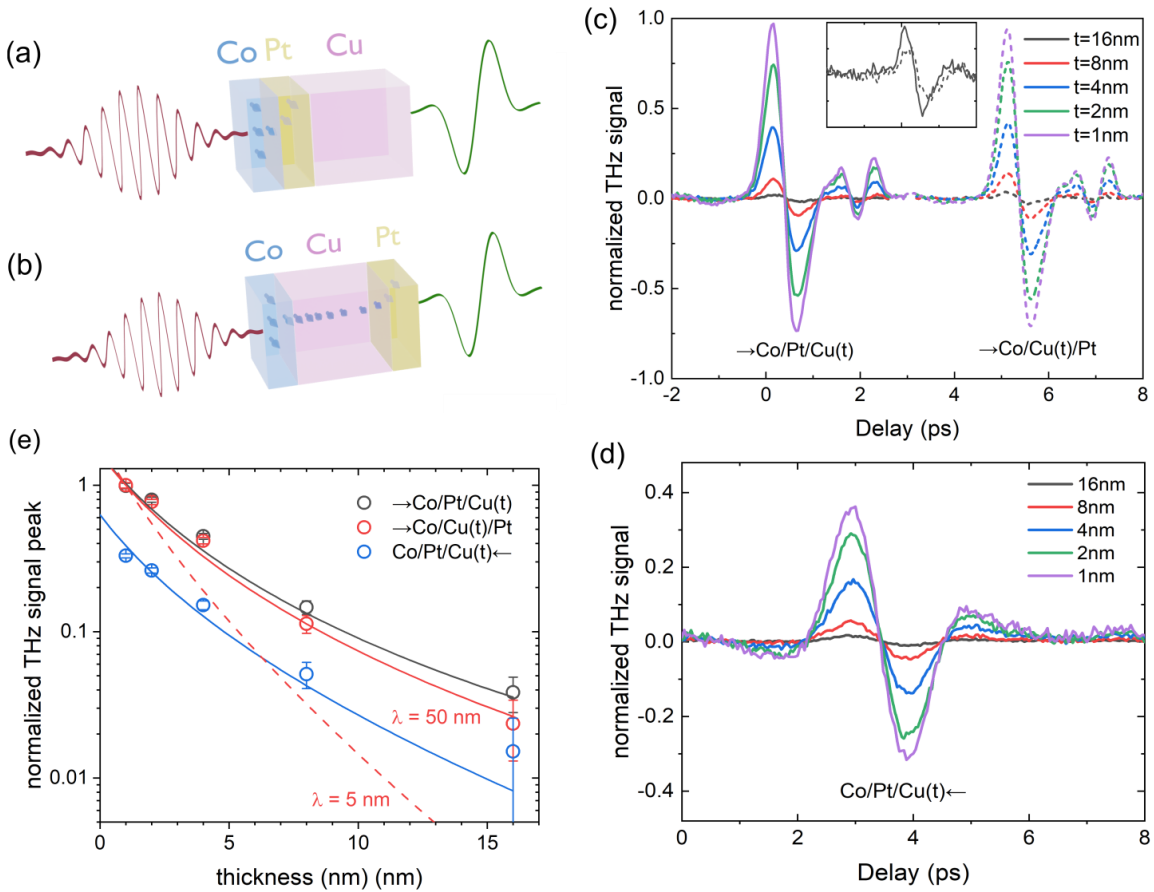 (a)
Co Pt Cu
(b)
Co Cu Pt
(c)
normalized THz signal
1.0
0.5
0.0
-0.5
-1.0
t=16nm
t=8nm
t=4nm
t=2nm
t=1nm
→Co/Pt/Cu(t)
→Co/Cu(t)/Pt
-2 0 2 4 6 8
Delay (ps)
(e)
normalized THz signal peak
1
0.1
0.01
→Co/Pt/Cu(t)
→Co/Cu(t)/Pt
Co/Pt/Cu(t)←
λ = 50 nm
λ = 5 nm
0 5 10 15
thickness (nm) (nm)
(d)
normalized THz signal
0.4
0.2
0.0
-0.2
-0.4
16nm
8nm
4nm
2nm
1nm
Co/Pt/Cu(t)←
0 2 4 6 8
Delay (ps)